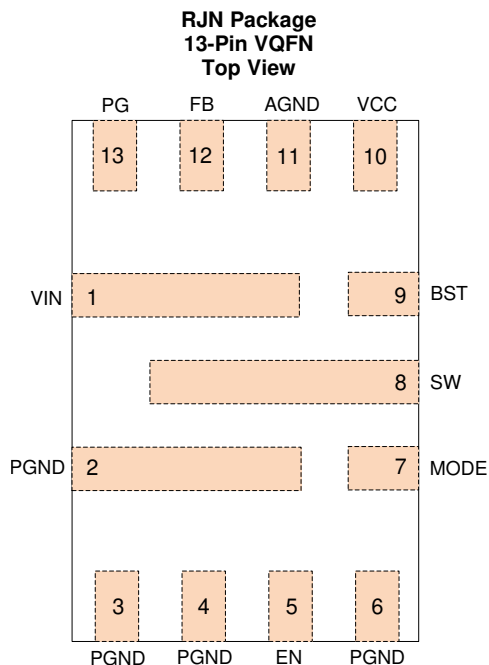 RJN Package
13-Pin VQFN
Top View
PG FB AGND VCC
13 12 11 10
VIN 1 9 BST
8 SW
PGND 2 7 MODE
3 4 5 6
PGND PGND EN PGND